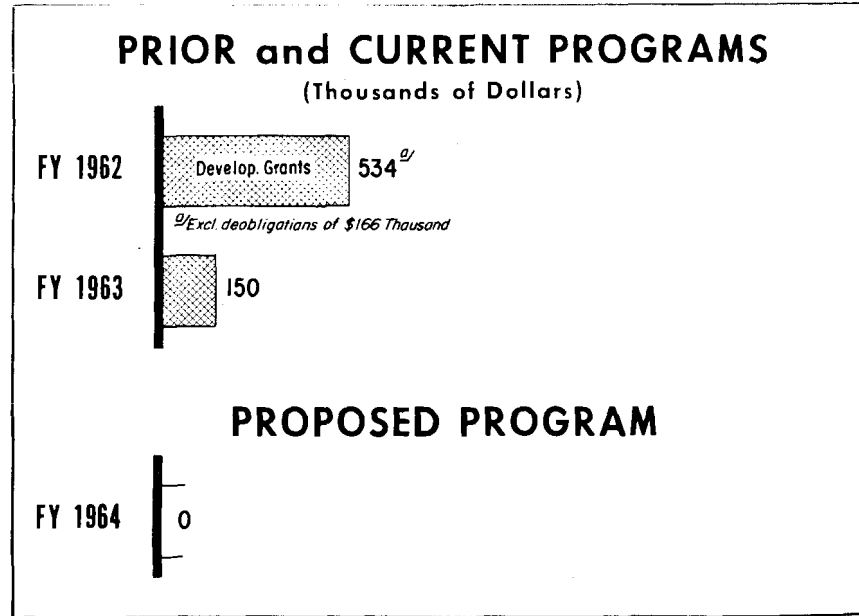 PRIOR and CURRENT PROGRAMS
(Thousands of Dollars)
FY 1962 Develop. Grants 534 a/
a/Excl. deobligations of $166 Thousand
FY 1963 150
PROPOSED PROGRAM
FY 1964 0